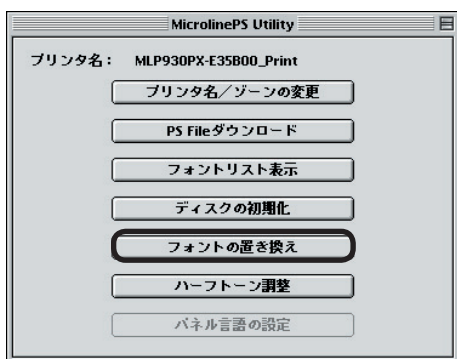 MicrolinePS Utility
プリンタ名： MLP930PX-E35B00_Print
プリンタ名／ゾーンの変更
PS Fileダウンロード
フォントリスト表示
ディスクの初期化
フォントの置き換え
ハーフトーン調整
パネル言語の設定